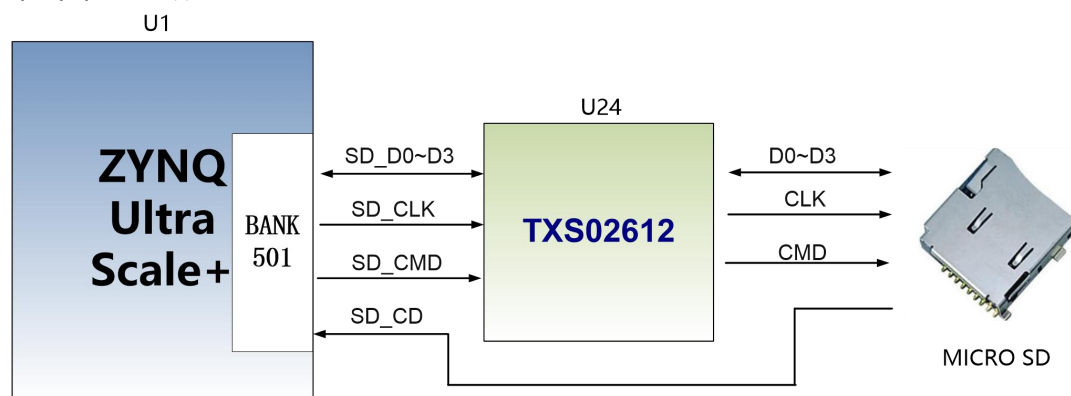 U1
ZYNQ
Ultra
Scale+
BANK
501
SD_D0~D3
SD_CLK
SD_CMD
SD_CD
U24
TXS02612
D0~D3
CLK
CMD
MICRO SD